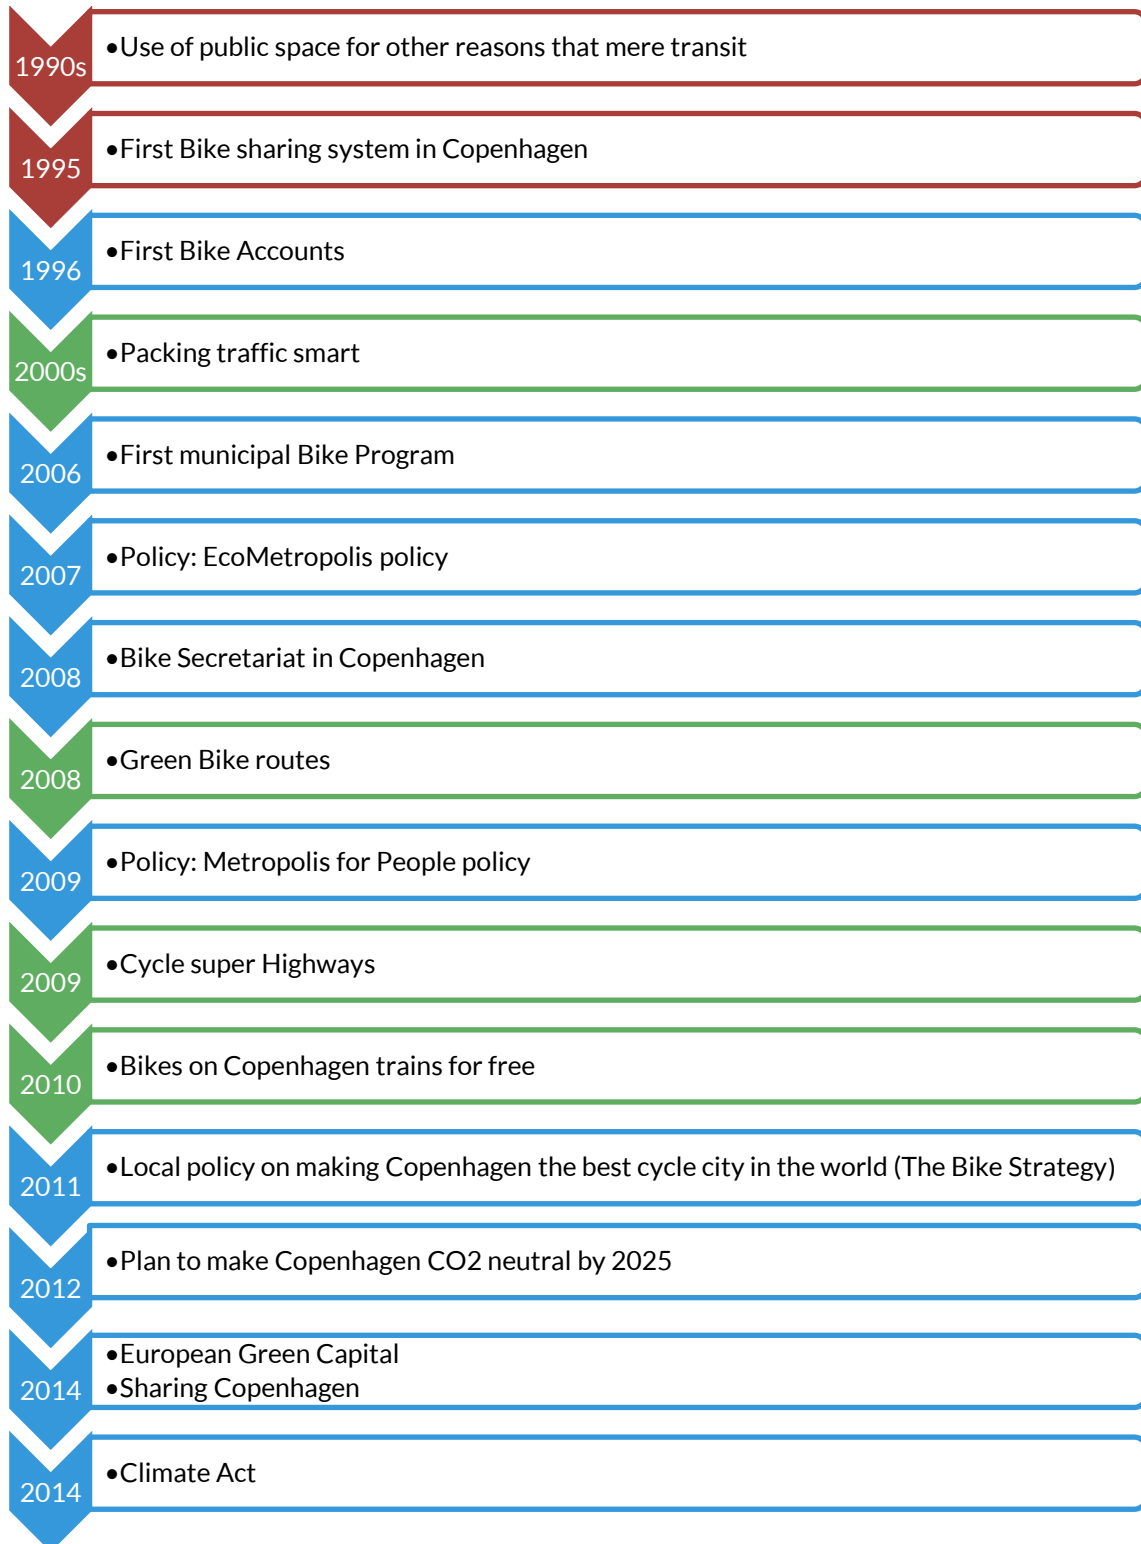 1990s
•Use of public space for other reasons that mere transit
1995
•First Bike sharing system in Copenhagen
1996
•First Bike Accounts
2000s
•Packing traffic smart
2006
•First municipal Bike Program
2007
•Policy: EcoMetropolis policy
2008
•Bike Secretariat in Copenhagen
2008
•Green Bike routes
2009
•Policy: Metropolis for People policy
2009
•Cycle super Highways
2010
•Bikes on Copenhagen trains for free
2011
•Local policy on making Copenhagen the best cycle city in the world (The Bike Strategy)
2012
•Plan to make Copenhagen CO2 neutral by 2025
2014
•European Green Capital
•Sharing Copenhagen
2014
•Climate Act